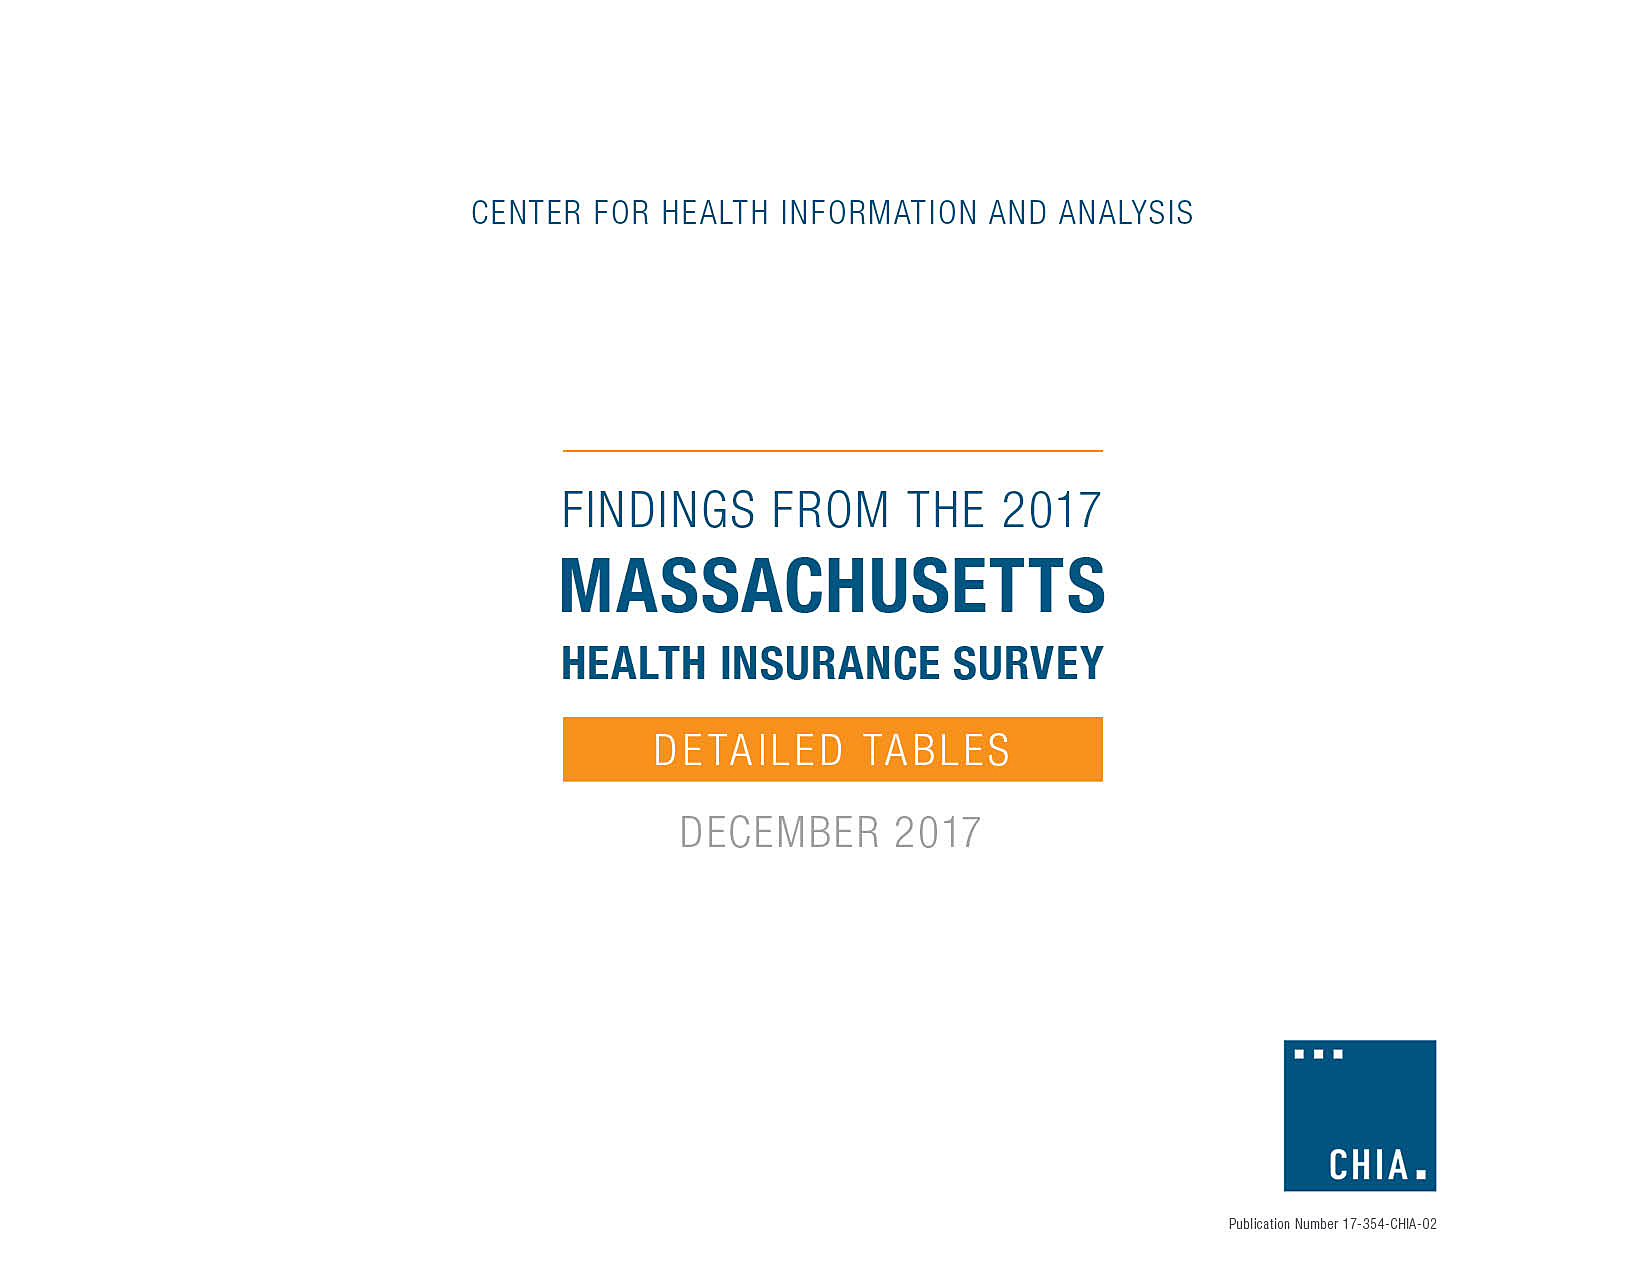 CENTER FOR HEALTH INFORMATION AND ANALYSIS
FINDINGS FROM THE 2017
MASSACHUSETTS
HEALTH INSURANCE SURVEY
DETAILED TABLES
DECEMBER 2017
CHIA.
Publication Number 17-354-CHIA-02